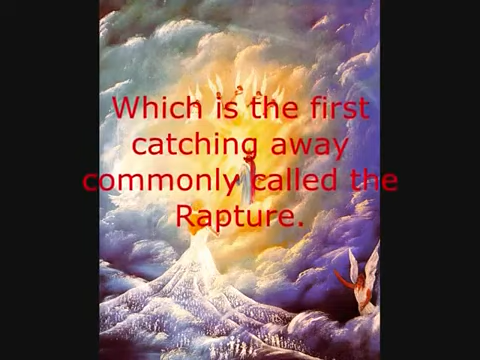 Which is the first
catching away
commonly called the
Rapture.